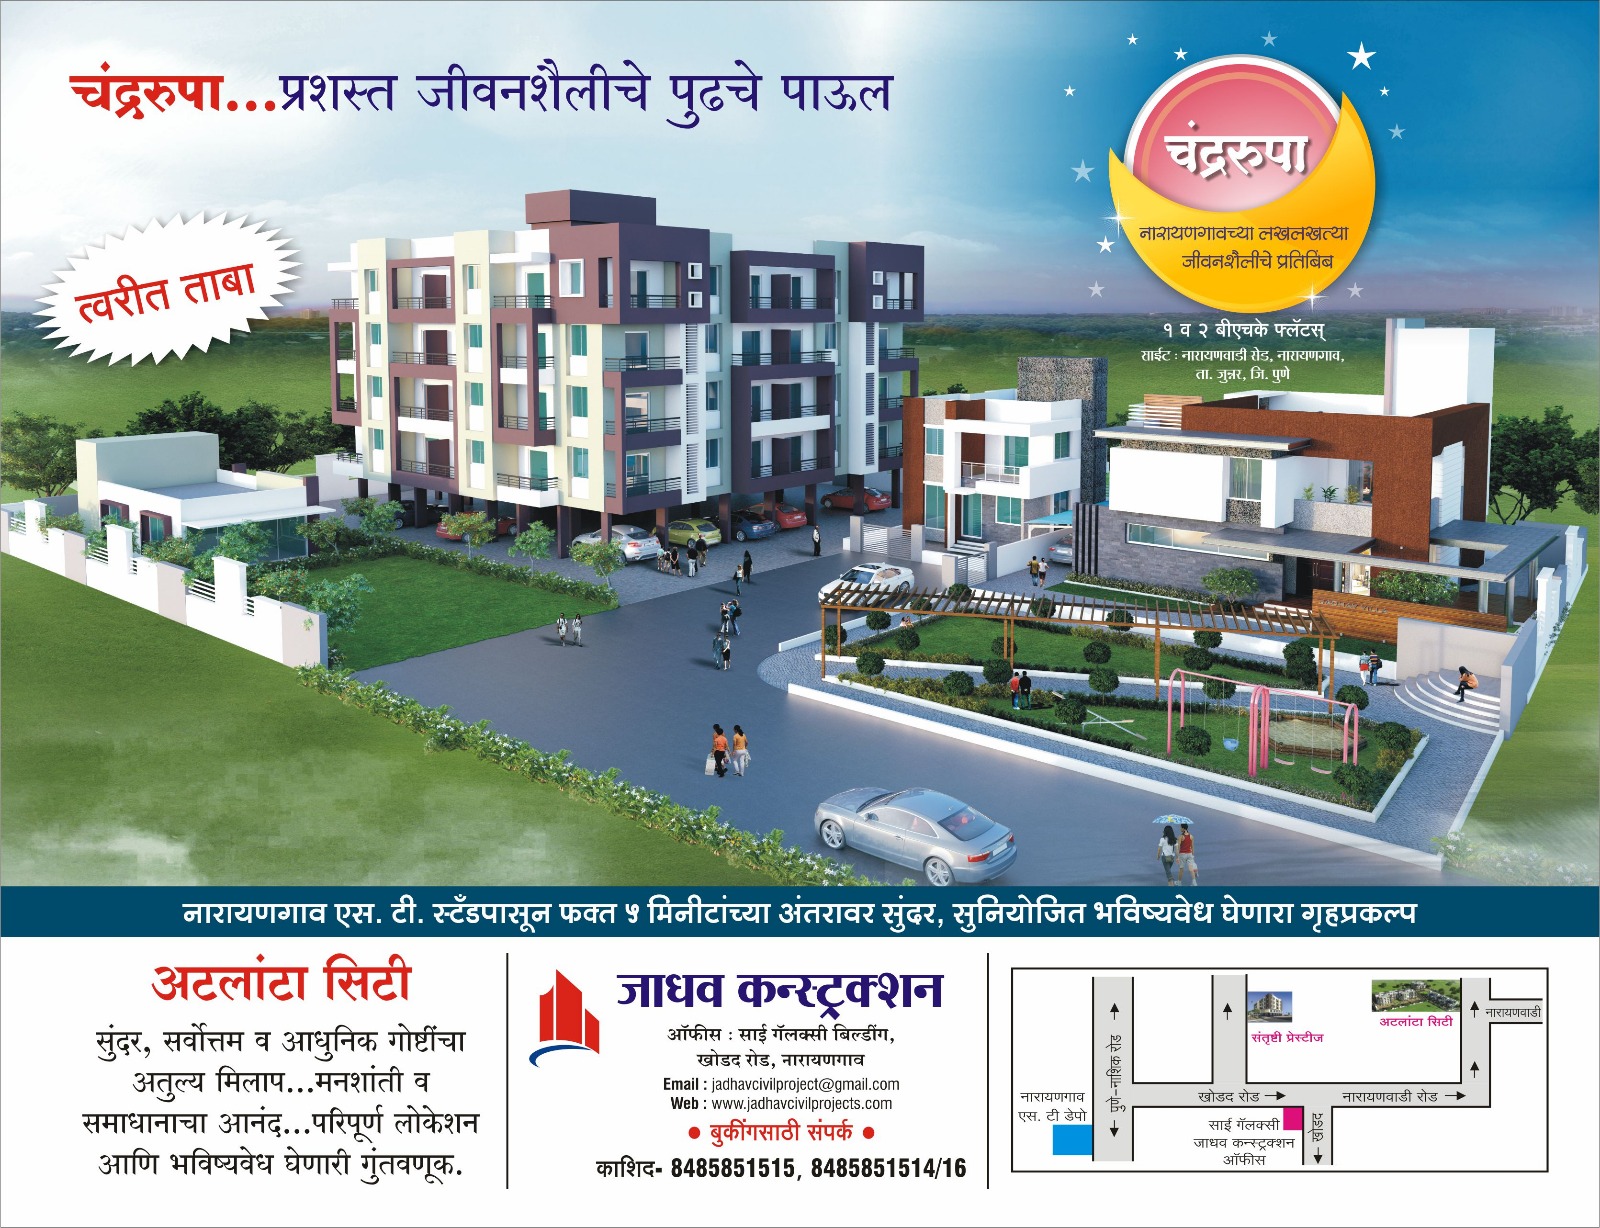 चंद्ररुपा...प्रशस्त जीवनशैलीचे पुढचे पाऊल
त्वरीत ताबा
चंद्ररुपा
नारायणगावच्या लखलखत्या
जीवनशैलीचे प्रतिबिंब
१ व २ बीएचके फ्लॅटस्
साईट : नारायणवाडी रोड, नारायणगाव,
ता. जुन्नर, जि. पुणे
नारायणगाव एस. टी. स्टँडपासून फक्त ५ मिनीटांच्या अंतरावर सुंदर, सुनियोजित भविष्यवेध घेणारा गृहप्रकल्प
अटलांटा सिटी
सुंदर, सर्वोत्तम व आधुनिक गोष्टींचा
अतुल्य मिलाप...मनशांती व
समाधानाचा आनंद...परिपूर्ण लोकेशन
आणि भविष्यवेध घेणारी गुंतवणूक.
जाधव कन्स्ट्रक्शन
ऑफीस : साई गॅलक्सी बिल्डींग,
खोडद रोड, नारायणगाव
Email : jadhavcivilproject@gmail.com
Web : www.jadhavcivilprojects.com
• बुकींगसाठी संपर्क •
काशिद- 8485851515, 8485851514/16
नारायणगाव
एस. टी डेपो
पुणे-नाशिक रोड
संतृष्टी प्रेस्टीज
अटलांटा सिटी
नारायणवाडी
खोडद रोड
नारायणवाडी रोड
साई गॅलक्सी
जाधव कन्स्ट्रक्शन
ऑफीस
खोडद